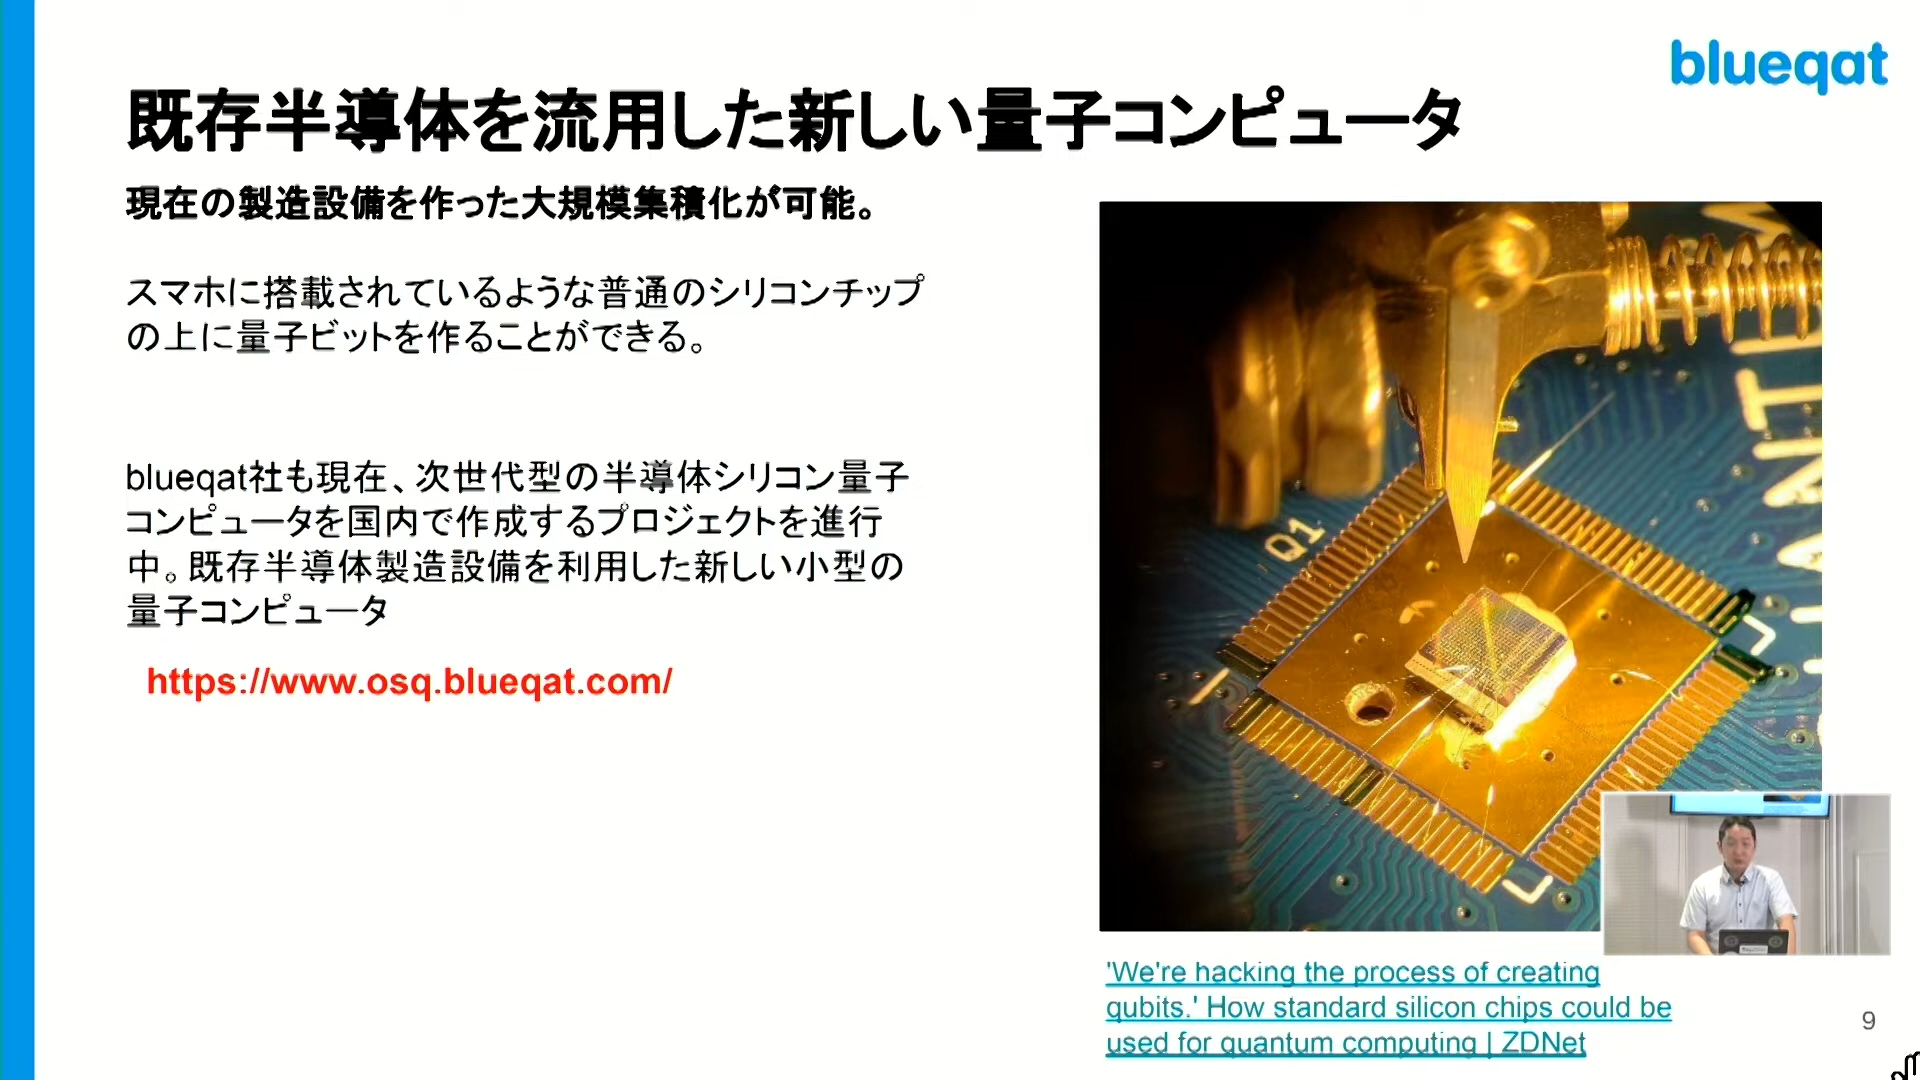 blueqat
既存半導体を流用した新しい量子コンピュータ
現在の製造設備を作った大規模集積化が可能。
スマホに搭載されているような普通のシリコンチップ
の上に量子ビットを作ることができる。
blueqat社も現在、次世代型の半導体シリコン量子
コンピュータを国内で作成するプロジェクトを進行
中。既存半導体製造設備を利用した新しい小型の
量子コンピュータ
https://www.osq.blueqat.com/
Q1
'We're hacking the process of creating
qubits.' How standard silicon chips could be
used for quantum computing | ZDNet
9